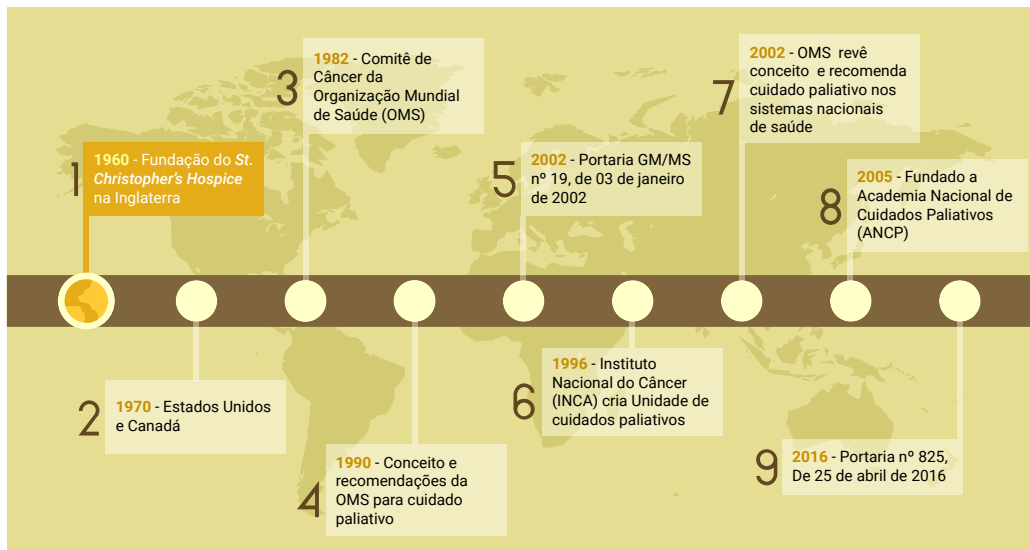 1
1960 - Fundação do St.
Christopher's Hospice
na Inglaterra
2
1970 - Estados Unidos
e Canadá
3
1982 - Comitê de
Câncer da
Organização Mundial
de Saúde (OMS)
4
1990 - Conceito e
recomendações da
OMS para cuidado
paliativo
5
2002 - Portaria GM/MS
nº 19, de 03 de janeiro
de 2002
6
1996 - Instituto
Nacional do Câncer
(INCA) cria Unidade de
cuidados paliativos
7
2002 - OMS revê
conceito e recomenda
cuidado paliativo nos
sistemas nacionais
de saúde
8
2005 - Fundado a
Academia Nacional de
Cuidados Paliativos
(ANCP)
9
2016 - Portaria nº 825,
De 25 de abril de 2016